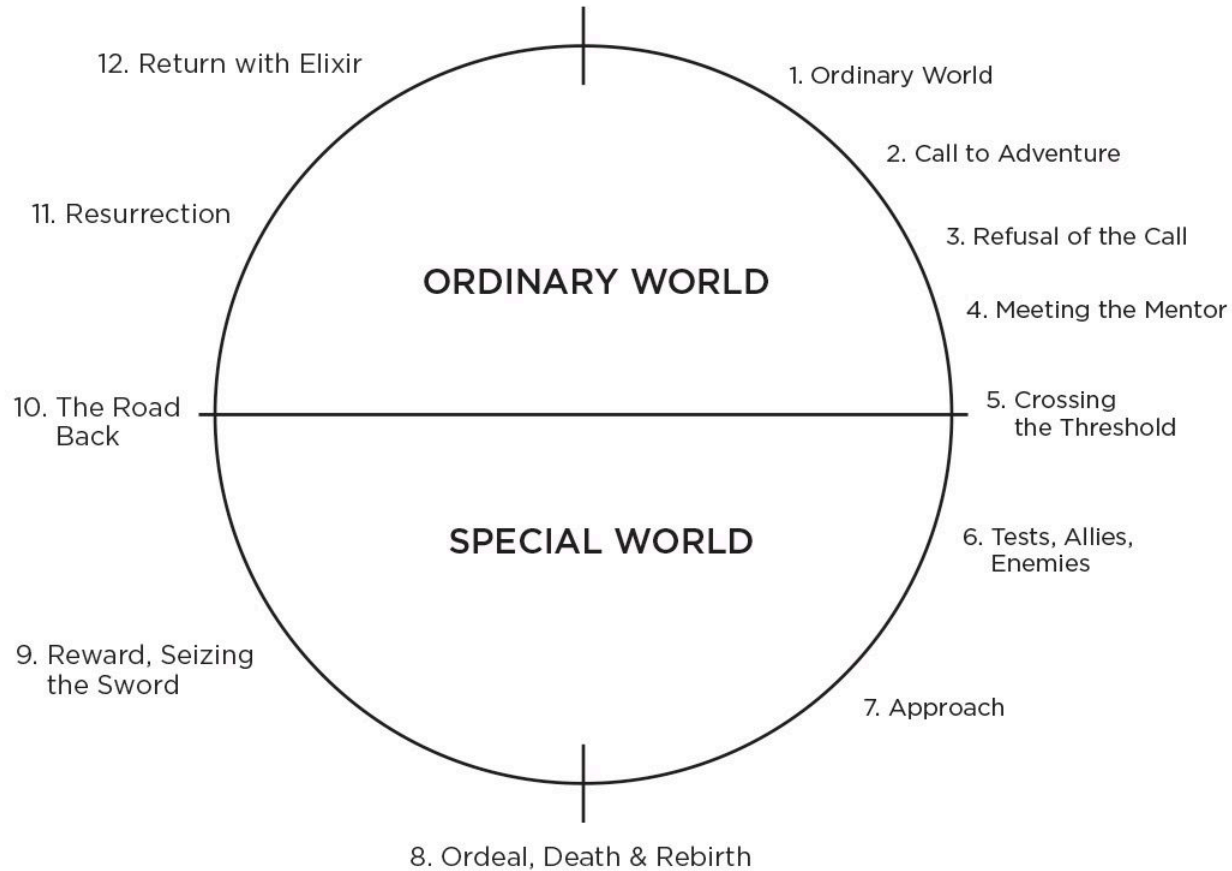 12. Return with Elixir
1. Ordinary World
2. Call to Adventure
11. Resurrection
3. Refusal of the Call
ORDINARY WORLD
4. Meeting the Mentor
10. The Road
Back
5. Crossing
the Threshold
SPECIAL WORLD
6. Tests, Allies,
Enemies
9. Reward, Seizing
the Sword
7. Approach
8. Ordeal, Death & Rebirth